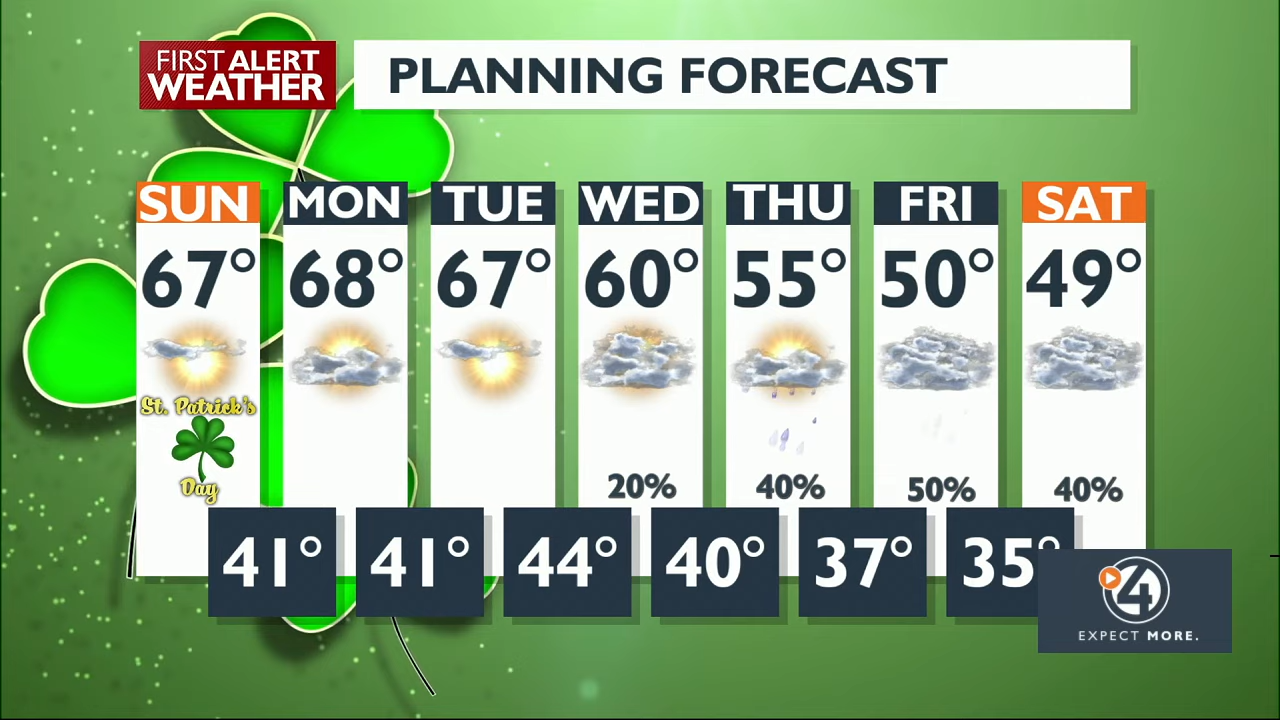 FIRST ALERT
WEATHER
PLANNING FORECAST
SUN MON TUE WED THU FRI SAT
67° 68° 67° 60° 55° 50° 49°
St. Patrick's
Day
20% 40% 50% 40%
41° 41° 44° 40° 37° 35°
4
EXPECT MORE.